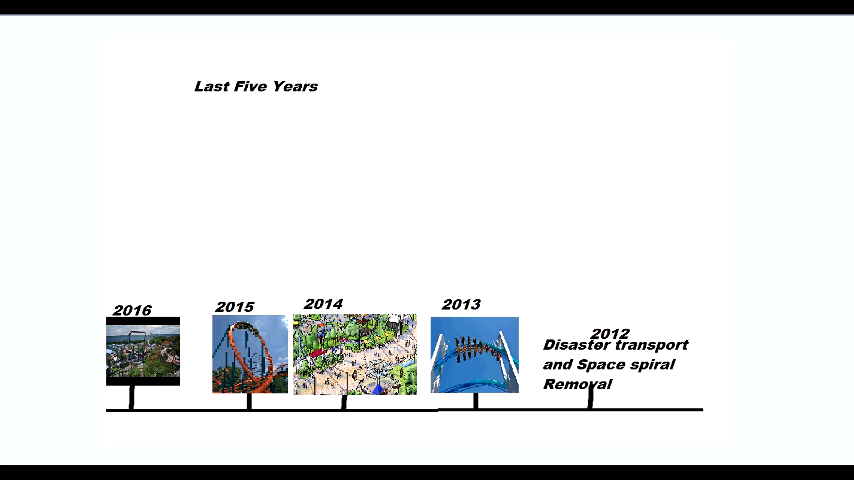 Last Five Years
2016
2015
2014
2013
2012
Disaster transport
and Space spiral
Removal